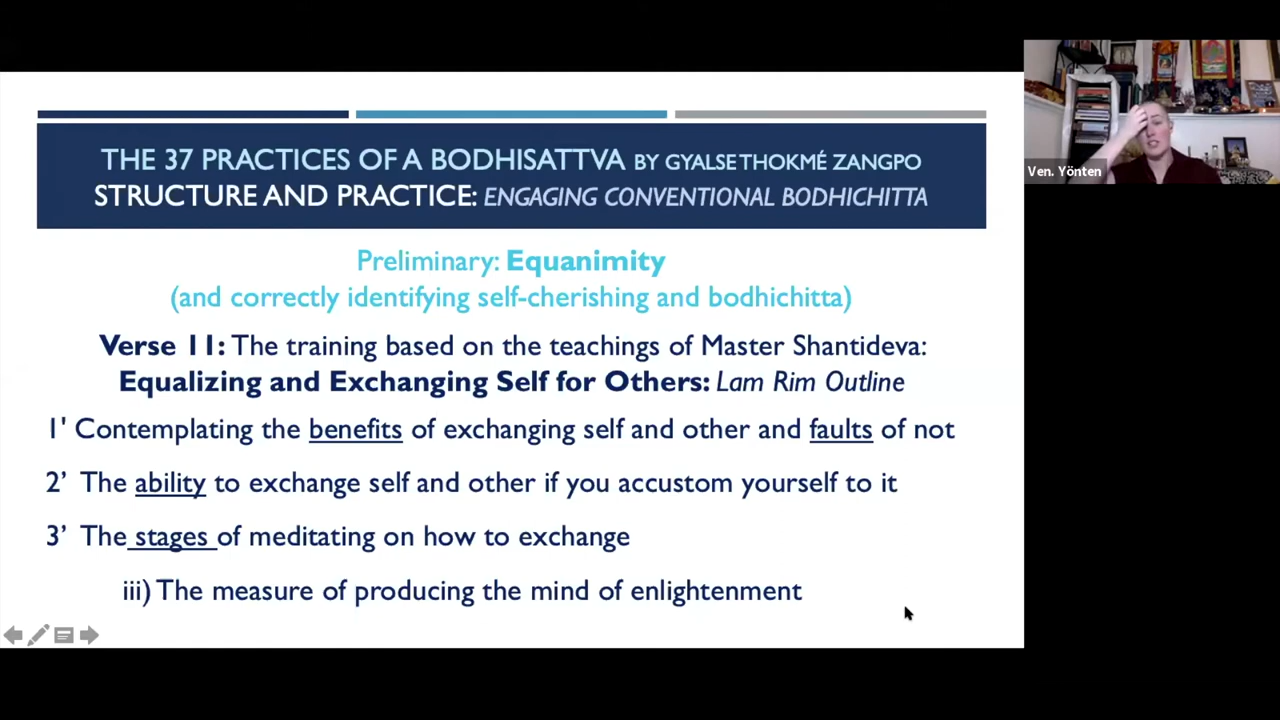 THE 37 PRACTICES OF A BODHISATTVA BY GYALSE THOKMÉ ZANGPO
STRUCTURE AND PRACTICE: ENGAGING CONVENTIONAL BODHICHITTA
Preliminary: Equanimity
(and correctly identifying self-cherishing and bodhichitta)
Verse 11: The training based on the teachings of Master Shantideva:
Equalizing and Exchanging Self for Others: Lam Rim Outline
1' Contemplating the benefits of exchanging self and other and faults of not
2’ The ability to exchange self and other if you accustom yourself to it
3’ The stages of meditating on how to exchange
iii) The measure of producing the mind of enlightenment
Ven. Yönten